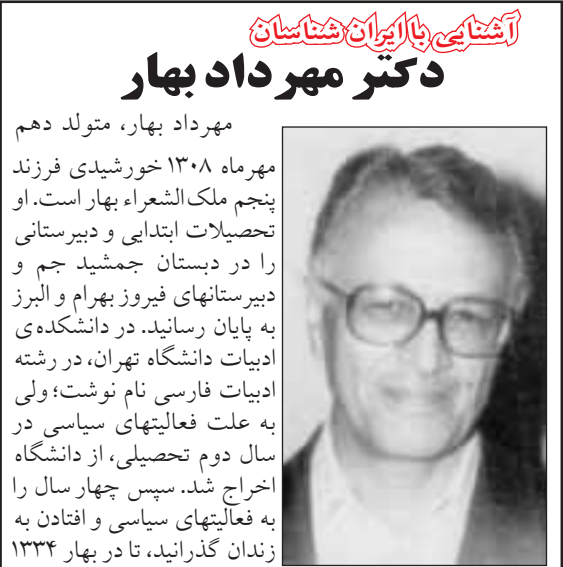 آشنایی با ایران شناسان
دکتر مهرداد بهار
مهرداد بهار، متولد دهم
مهرماه ۱۳۰۸ خورشیدی فرزند
پنجم ملک‌الشعراء بهار است. او
تحصیلات ابتدایی و دبیرستانی
را در دبستان جمشید جم و
دبیرستانهای فیروز بهرام و البرز
به پایان رسانید. در دانشکده‌ی
ادبیات دانشگاه تهران، در رشته
ادبیات فارسی نام نوشت؛ ولی
به علت فعالیتهای سیاسی در
سال دوم تحصیلی، از دانشگاه
اخراج شد. سپس چهار سال را
به فعالیتهای سیاسی و افتادن به
زندان گذرانید، تا در بهار ۱۳۳۴